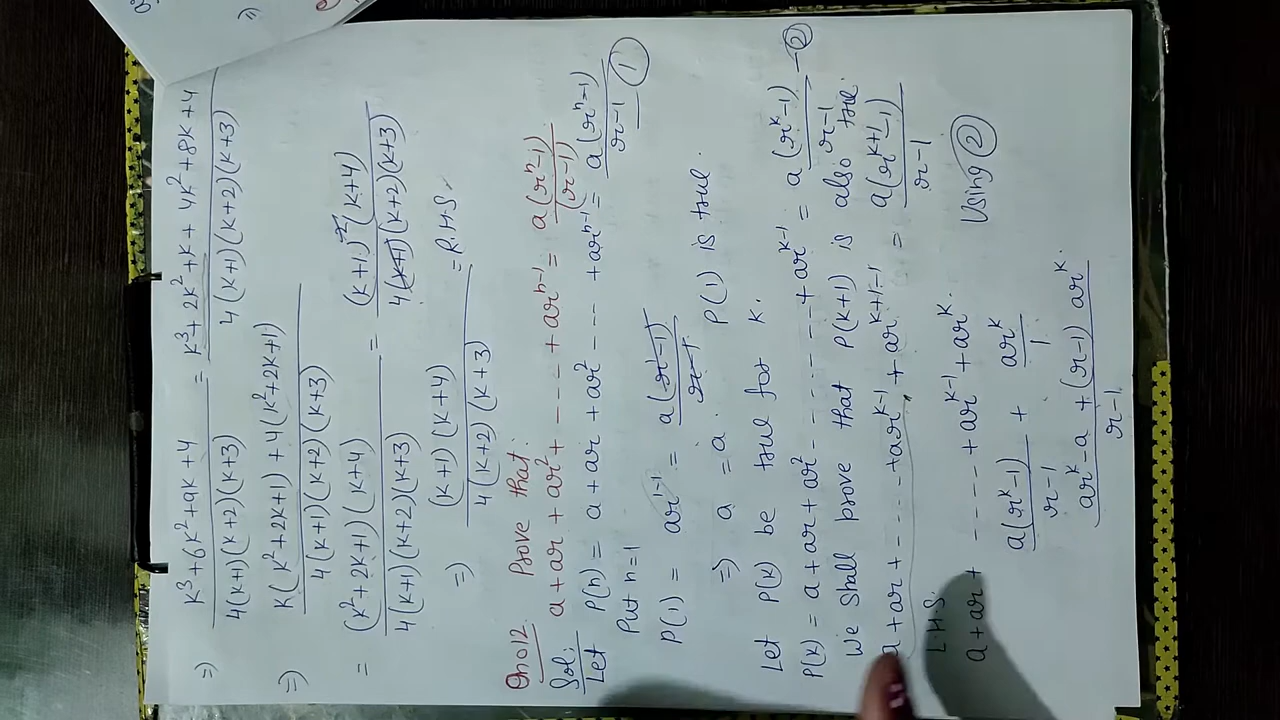 =) K³+6K²+9K+4 / 4(K+1)(K+2)(K+3) = K³+2K²+K+4K²+8K+4 / 4(K+1)(K+2)(K+3)
=) K(K²+2K+1)+4(K²+2K+1) / 4(K+1)(K+2)(K+3)
= (K²+2K+1)(K+4) / 4(K+1)(K+2)(K+3) = (K+1)²(K+4) / 4(K+1)(K+2)(K+3)
=) (K+1)(K+4) / 4(K+2)(K+3) = R.H.S.
Qno12. Prove that:
a+ar+ar²+ ---- +arⁿ⁻¹ = a(rⁿ-1) / (r-1)
Sol:
Let P(n) = a+ar+ar² --- +arⁿ⁻¹ = a(rⁿ-1) / r-1 — ①
Put n=1
P(1) = ar¹⁻¹ = a(r¹-1) / r-1
=) a = a. P(1) is true.
Let P(K) be true for K.
P(K) = a+ar+ar² ------ +arᴷ⁻¹ = a(rᴷ-1) / r-1 — ②
We shall prove that P(K+1) is also true.
a+ar+ ---- +arᴷ⁻¹+arᴷ⁺¹⁻¹ = a(rᴷ⁺¹-1) / r-1
L.H.S.
a+ar+ ----- +arᴷ⁻¹+arᴷ.
a(rᴷ-1) / r-1 + arᴷ / 1 Using ②
arᴷ-a+(r-1) arᴷ / r-1